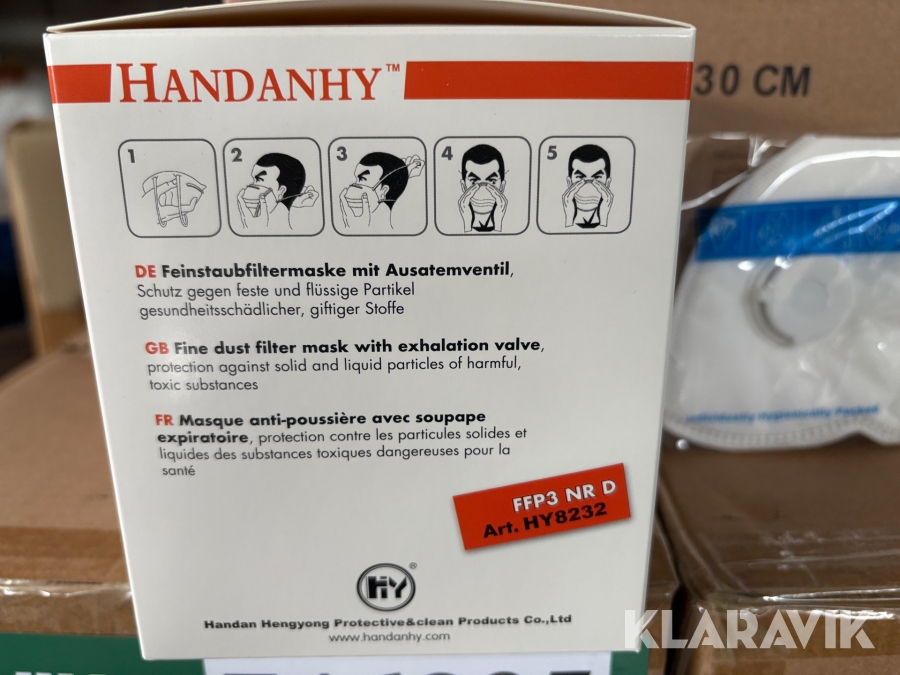 HANDANHY™
30 CM
1
2
3
4
5
DE Feinstaubfiltermaske mit Ausatemventil,
Schutz gegen feste und flüssige Partikel
gesundheitsschädlicher, giftiger Stoffe
GB Fine dust filter mask with exhalation valve,
protection against solid and liquid particles of harmful,
toxic substances
FR Masque anti-poussière avec soupape
expiratoire, protection contre les particules solides et
liquides des substances toxiques dangereuses pour la
santé
Individually Hygienically Packed
FFP3 NR D
Art. HY8232
HY®
Handan Hengyong Protective&clean Products Co.,Ltd
www.handanhy.com
KLARAVIK